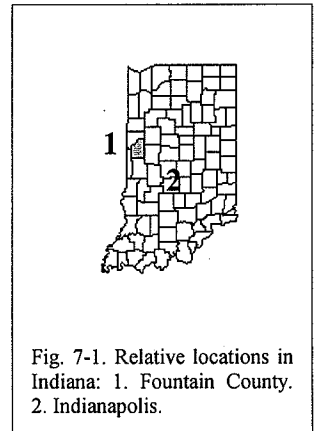 1
2
Fig. 7-1. Relative locations in
Indiana: 1. Fountain County.
2. Indianapolis.